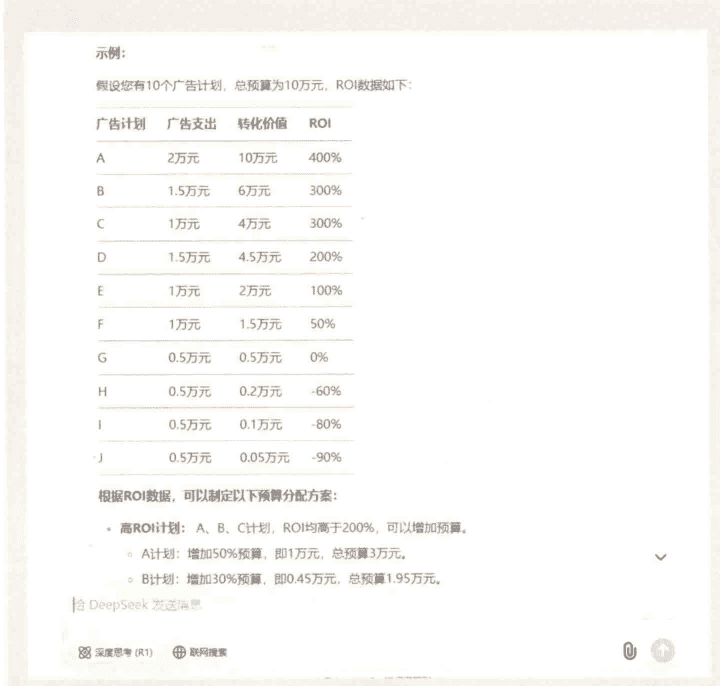 示例：
假设您有10个广告计划，总预算为10万元，ROI数据如下：
广告计划 广告支出 转化价值 ROI
A 2万元 10万元 400%
B 1.5万元 6万元 300%
C 1万元 4万元 300%
D 1.5万元 4.5万元 200%
E 1万元 2万元 100%
F 1万元 1.5万元 50%
G 0.5万元 0.5万元 0%
H 0.5万元 0.2万元 -60%
I 0.5万元 0.1万元 -80%
J 0.5万元 0.05万元 -90%
根据ROI数据，可以制定以下预算分配方案：
• 高ROI计划： A、B、C计划，ROI均高于200%，可以增加预算。
○ A计划：增加50%预算，即1万元，总预算3万元。
○ B计划：增加30%预算，即0.45万元，总预算1.95万元。
给 DeepSeek 发送消息
深度思考 (R1) 联网搜索